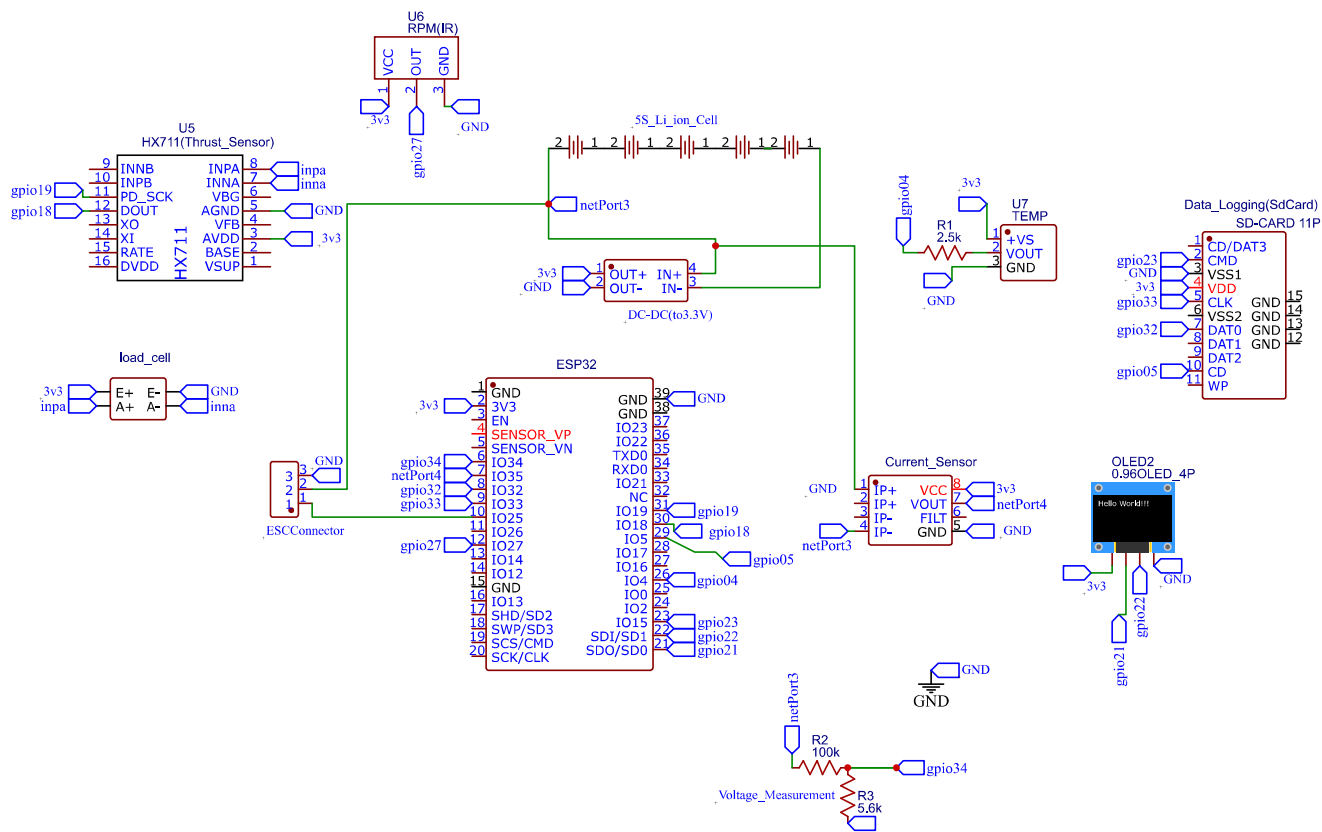 U6
RPM(IR)
VCC
OUT
GND
1
2
3
3v3
gpio27
GND
U5
HX711(Thrust_Sensor)
9 INNB
10 INPB
11 PD_SCK
12 DOUT
13 XO
14 XI
15 RATE
16 DVDD
HX711
INPA 8
INNA 7
VBG 6
AGND 5
VFB 4
AVDD 3
BASE 2
VSUP 1
gpio19
gpio18
inpa
inna
GND
3v3
5S_Li_ion_Cell
2 1 2 1 2 1 2 1 2 1
netPort3
3v3
GND
1 OUT+ IN+ 4
2 OUT- IN- 3
DC-DC(to3.3V)
gpio04
R1
2.5k
3v3
U7
TEMP
1 +VS
2 VOUT
3 GND
GND
Data_Logging(SdCard)
SD-CARD 11P
1 CD/DAT3
2 CMD
3 VSS1
4 VDD
5 CLK
6 VSS2
7 DAT0
8 DAT1
9 DAT2
10 CD
11 WP
GND 15
GND 14
GND 13
GND 12
gpio23
GND
3v3
gpio33
gpio32
gpio05
load_cell
3v3 E+ E- GND
inpa A+ A- inna
ESP32
1 GND
2 3V3
3 EN
4 SENSOR_VP
5 SENSOR_VN
6 IO34
7 IO35
8 IO32
9 IO33
10 IO25
11 IO26
12 IO27
13 IO14
14 IO12
15 GND
16 IO13
17 SHD/SD2
18 SWP/SD3
19 SCS/CMD
20 SCK/CLK
GND 39
GND 38
IO23 37
IO22 36
TXD0 35
RXD0 34
IO21 33
NC 32
IO19 31
IO18 30
IO5 29
IO17 28
IO16 27
IO4 26
IO0 25
IO2 24
IO15 23
SDI/SD1 22
SDO/SD0 21
3v3
gpio34
netPort4
gpio32
gpio33
gpio27
GND
gpio19
gpio18
gpio05
gpio04
gpio23
gpio22
gpio21
3
2
1
3
2
1
GND
ESCConnector
Current_Sensor
GND
1 IP+
2 IP+
3 IP-
4 IP-
VCC 8
VOUT 7
FILT 6
GND 5
3v3
netPort4
GND
netPort3
OLED2
0.96OLED_4P
Hello World!!!
3v3
gpio21
gpio22
GND
GND
GND
netPort3
R2
100k
gpio34
Voltage_Measurement
R3
5.6k